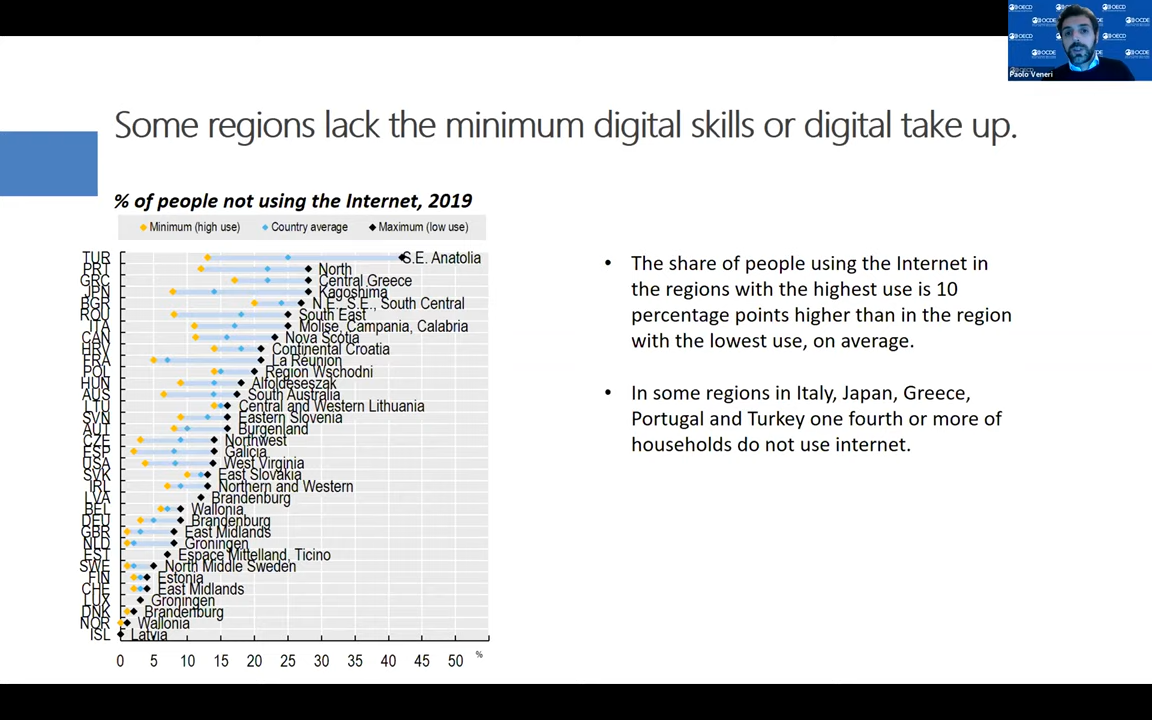 OECD
OCDE
Paolo Veneri
Some regions lack the minimum digital skills or digital take up.
% of people not using the Internet, 2019
Minimum (high use) Country average Maximum (low use)
TUR S.E. Anatolia
PRT North
GRC Central Greece
JPN Kagoshima
BGR N.E., S.E., South Central
ROU South East
ITA Molise, Campania, Calabria
CAN Nova Scotia
HRV Continental Croatia
FRA La Réunion
POL Region Wschodni
HUN Alfoldeseszak
AUS South Australia
LTU Central and Western Lithuania
SVN Eastern Slovenia
AUT Burgenland
CZE Northwest
ESP Galicia
USA West Virginia
SVK East Slovakia
IRL Northern and Western
LVA Brandenburg
BEL Wallonia
DEU Brandenburg
GBR East Midlands
NLD Groningen
EST Espace Mittelland, Ticino
SWE North Middle Sweden
FIN Estonia
CHE East Midlands
LUX Groningen
DNK Brandenburg
NOR Wallonia
ISL Latvia
0 5 10 15 20 25 30 35 40 45 50 %
• The share of people using the Internet in
the regions with the highest use is 10
percentage points higher than in the region
with the lowest use, on average.
• In some regions in Italy, Japan, Greece,
Portugal and Turkey one fourth or more of
households do not use internet.